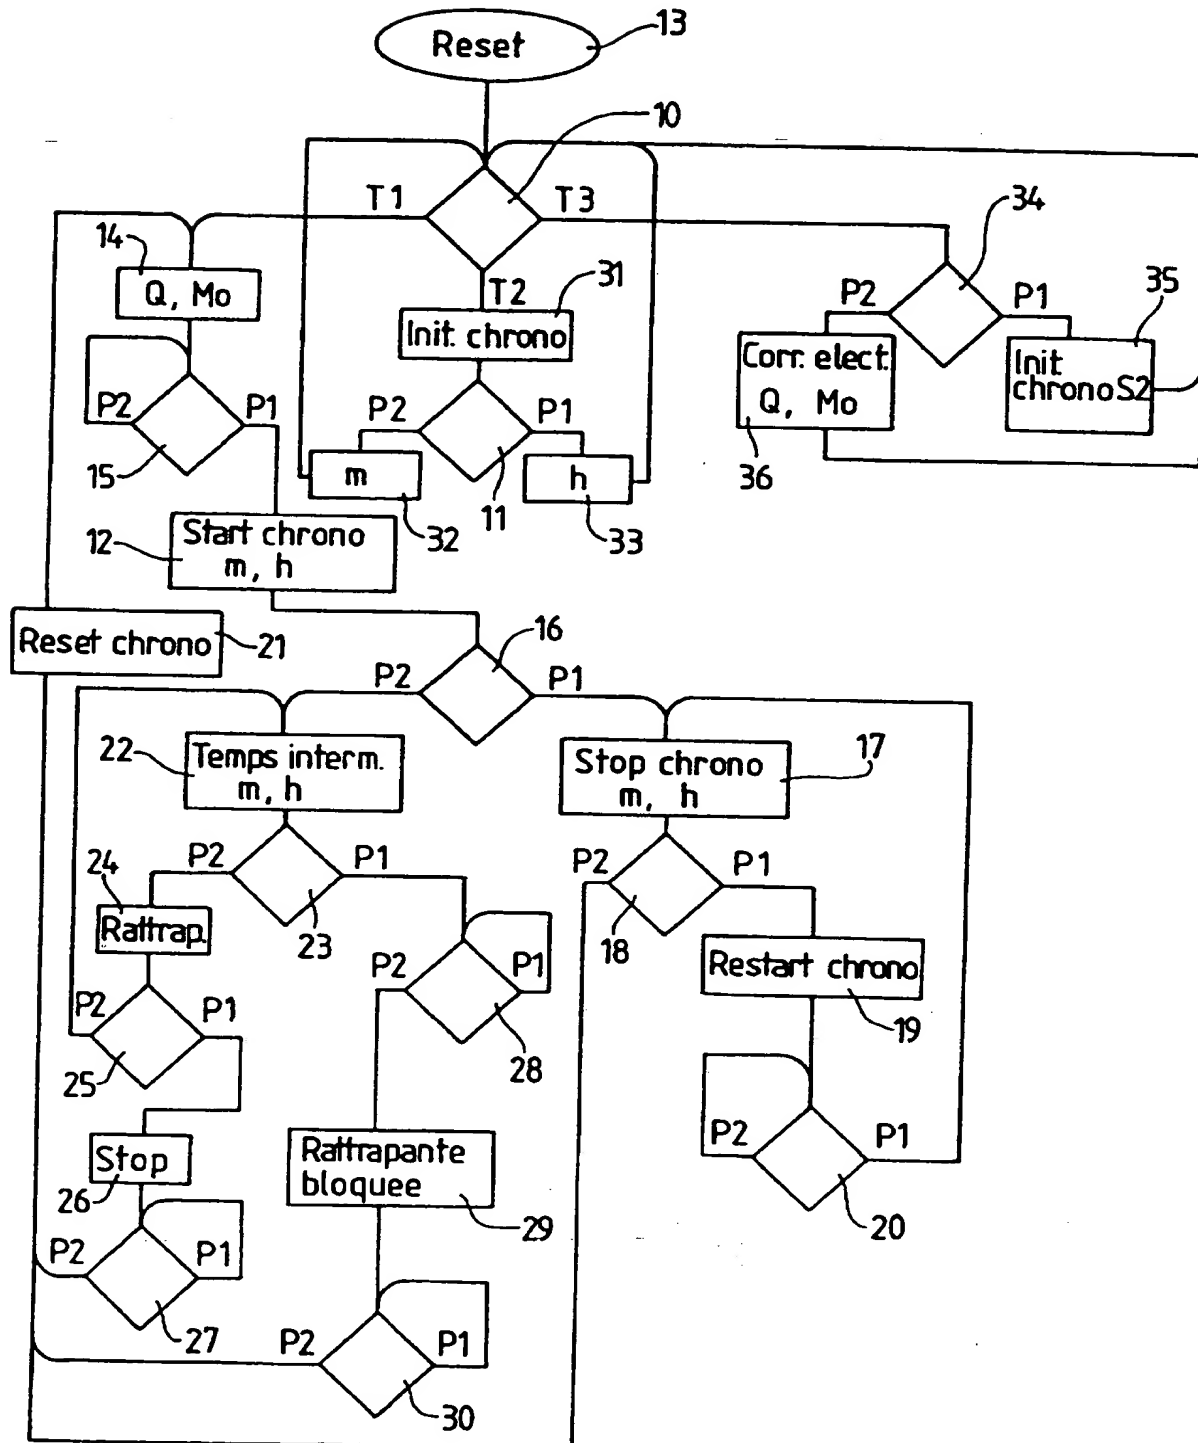 Reset
13
10
T1
T3
34
14
31
T2
35
Q, Mo
P2
P1
Init. chrono
Corr. elect.
Q, Mo
Init
chrono S2
P2
P1
P2
P1
15
m
h
36
32
11
33
12
Start chrono
m, h
Reset chrono
21
16
P2
P1
22
Temps interm.
m, h
Stop chrono
m, h
17
24
P2
P1
P2
P1
Rattrap.
23
18
Restart chrono
P2
P1
P2
P1
19
25
28
Stop
Rattrapante
bloquee
P2
P1
26
29
20
P2
P1
27
P2
P1
30